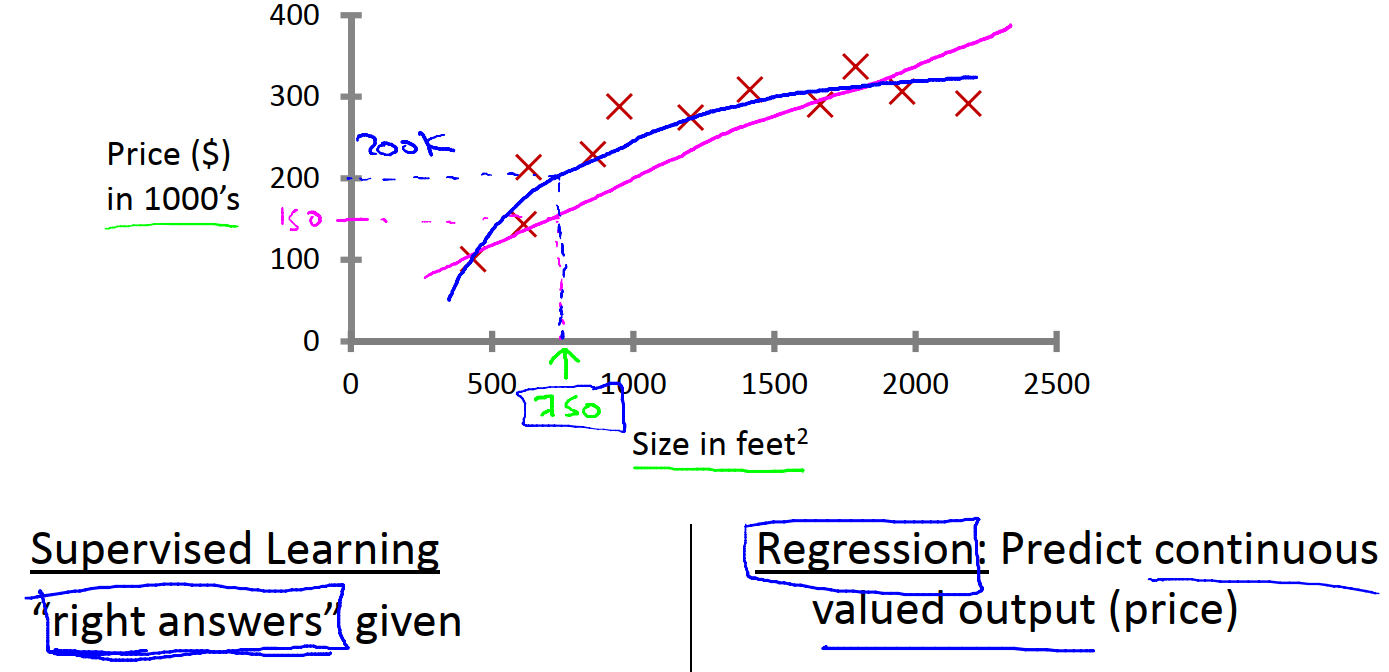 400
300
200K
Price ($)
200
in 1000’s
150
100
0
0 500 1000 1500 2000 2500
750
Size in feet²
Supervised Learning
“right answers” given
Regression: Predict continuous
valued output (price)